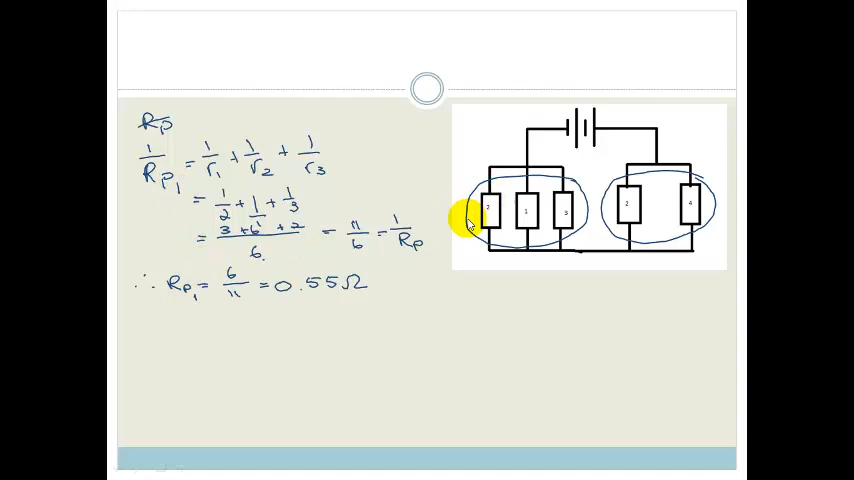 Rp
1/Rp1 = 1/r1 + 1/r2 + 1/r3
= 1/2 + 1/1 + 1/3
= 3+6+2/6 = 11/6 = 1/Rp
∴ Rp1 = 6/11 = 0.55Ω
2 1 3 2 4